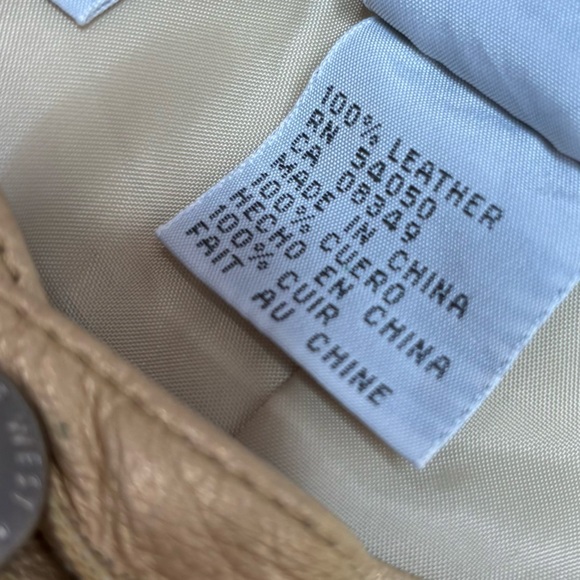 100% LEATHER
RN 54050
CA 08349
MADE IN CHINA
100% CUERO
HECHO EN CHINA
100% CUIR
FAIT AU CHINE